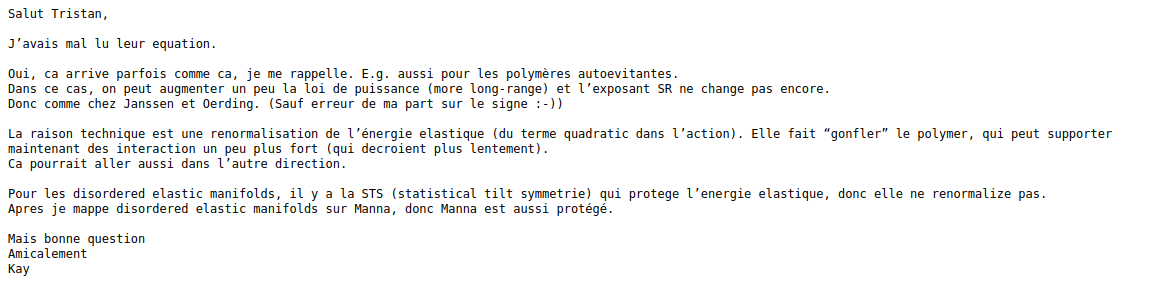 Salut Tristan,
J’avais mal lu leur equation.
Oui, ca arrive parfois comme ca, je me rappelle. E.g. aussi pour les polymères autoevitantes.
Dans ce cas, on peut augmenter un peu la loi de puissance (more long-range) et l’exposant SR ne change pas encore.
Donc comme chez Janssen et Oerding. (Sauf erreur de ma part sur le signe :-))
La raison technique est une renormalisation de l’énergie elastique (du terme quadratic dans l’action). Elle fait “gonfler” le polymer, qui peut supporter
maintenant des interaction un peu plus fort (qui decroient plus lentement).
Ca pourrait aller aussi dans l’autre direction.
Pour les disordered elastic manifolds, il y a la STS (statistical tilt symmetrie) qui protege l’energie elastique, donc elle ne renormalize pas.
Apres je mappe disordered elastic manifolds sur Manna, donc Manna est aussi protégé.
Mais bonne question
Amicalement
Kay